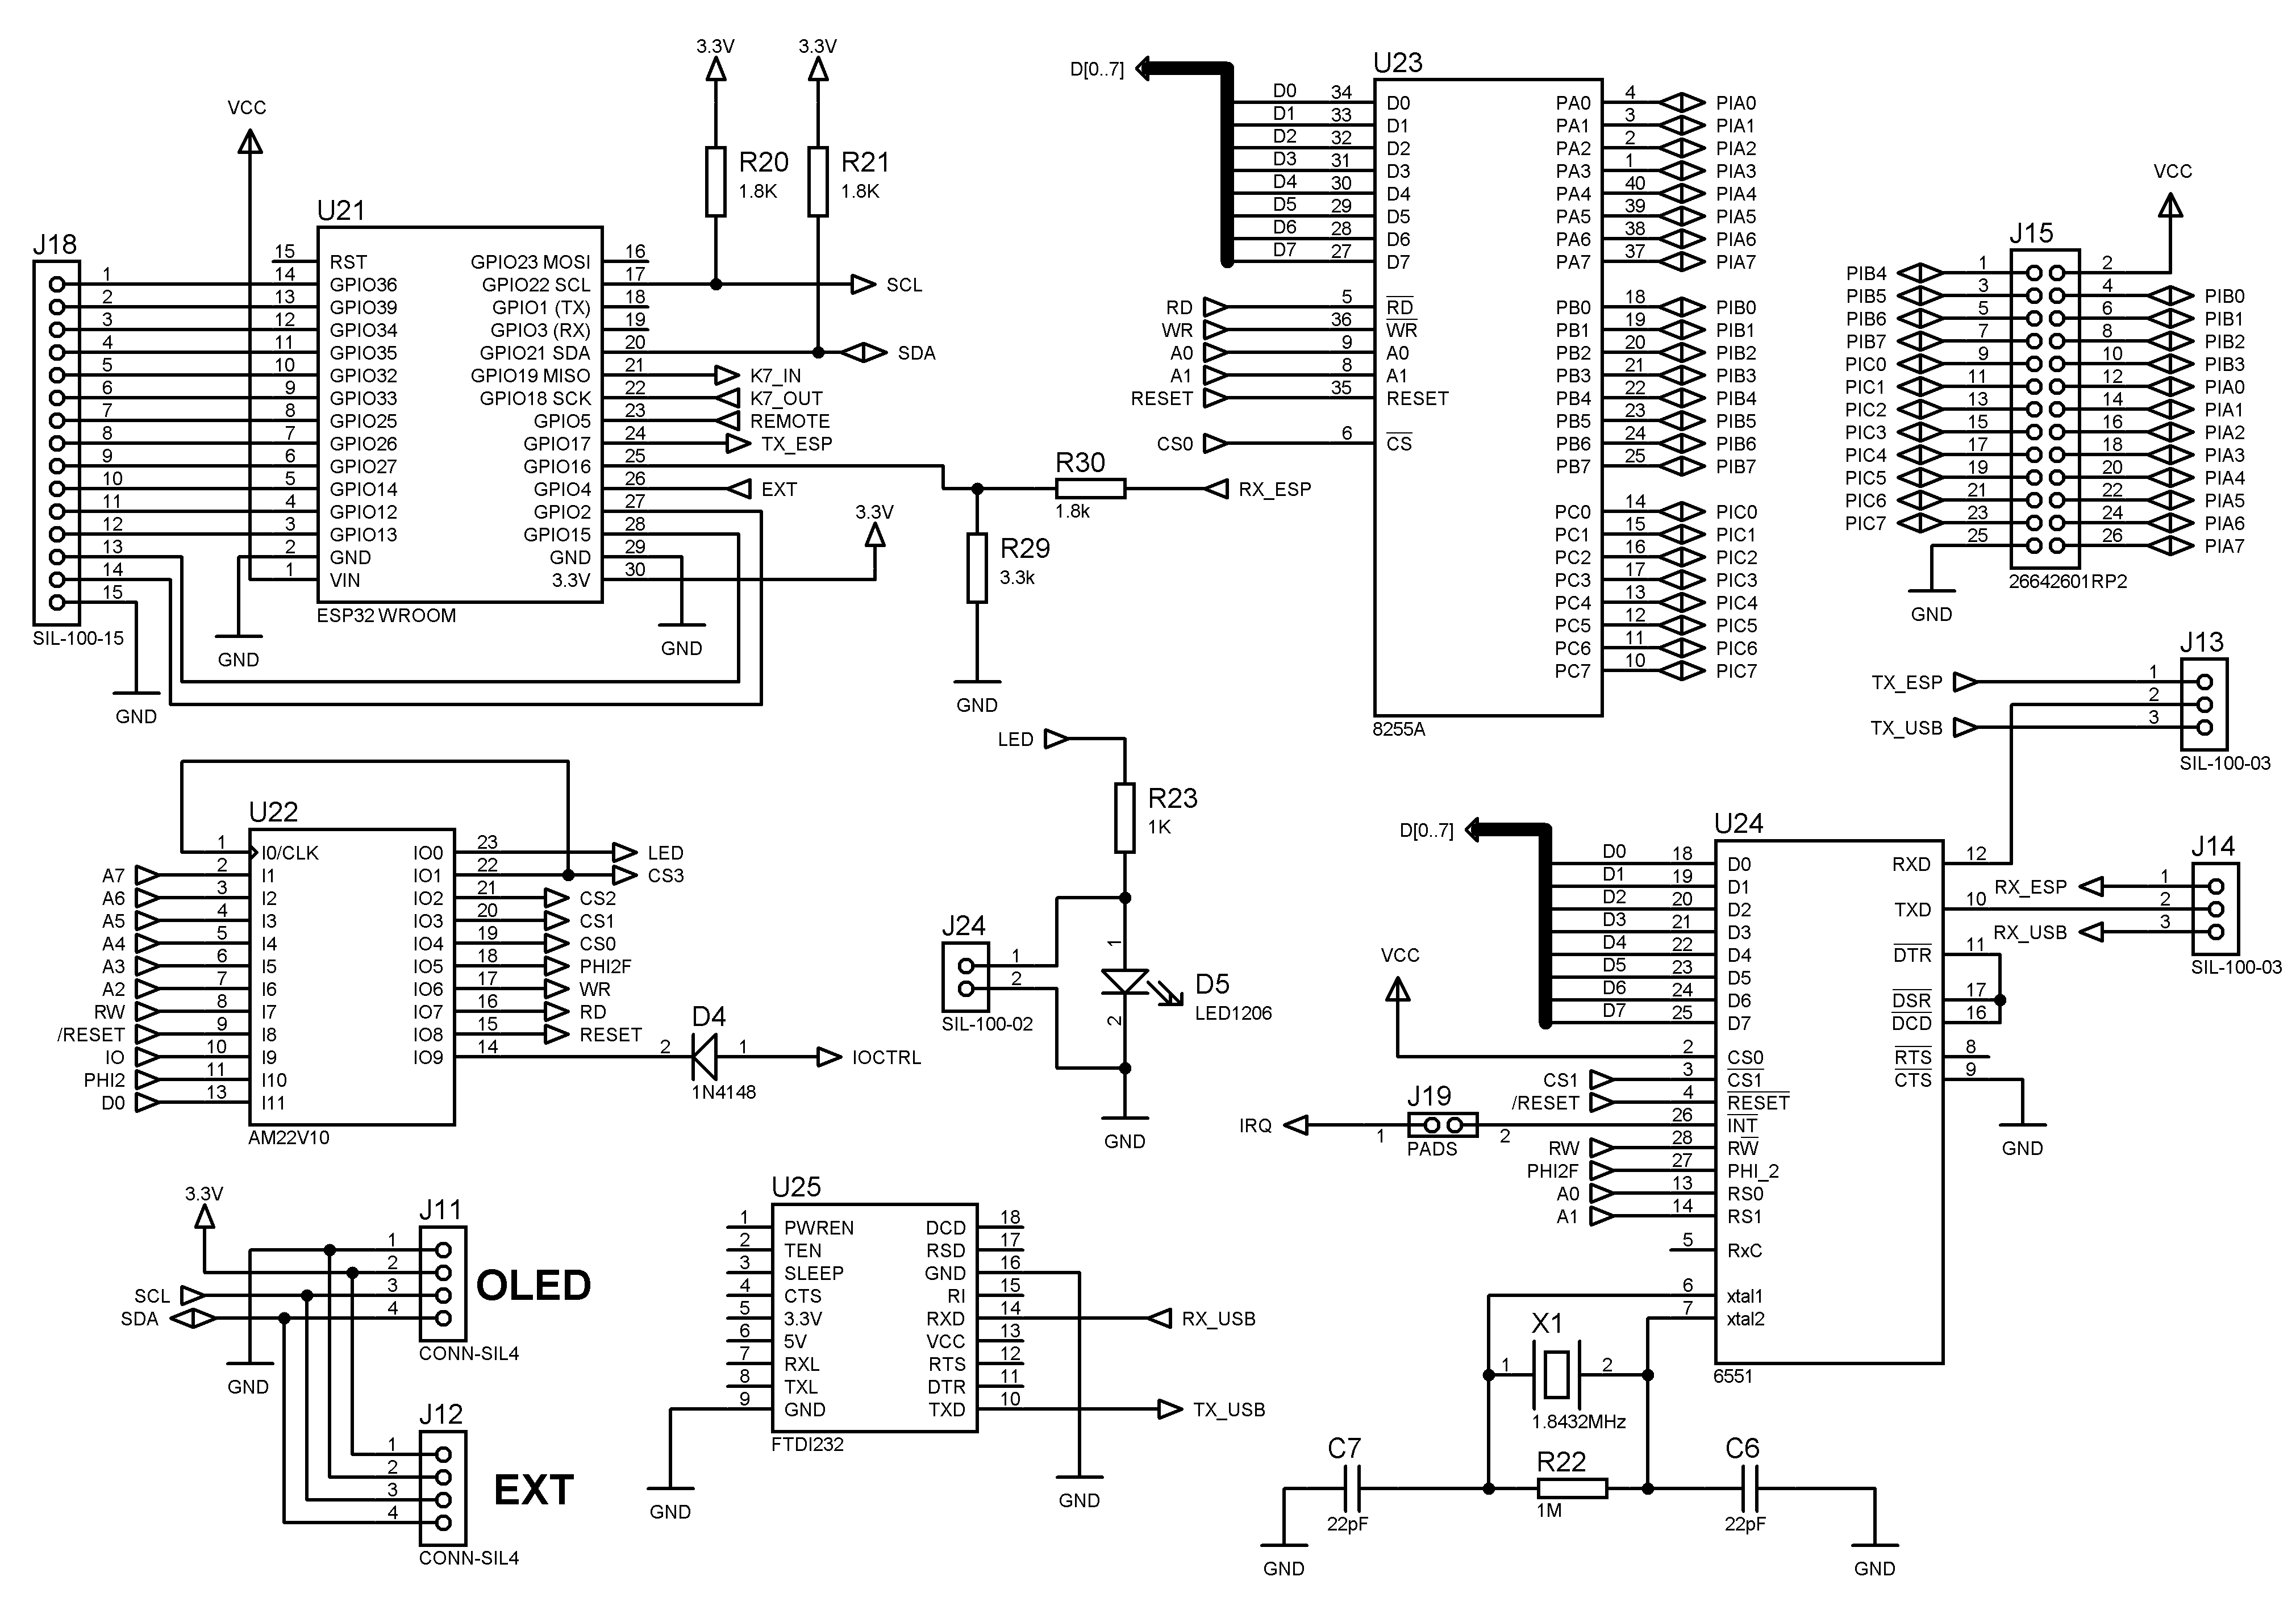 VCC
3.3V
3.3V
R20
1.8K
R21
1.8K
U21
J18
1 15 RST GPIO23 MOSI 16
14 GPIO36 GPIO22 SCL 17 SCL
2 13 GPIO39 GPIO1 (TX) 18
3 12 GPIO34 GPIO3 (RX) 19
4 11 GPIO35 GPIO21 SDA 20 SDA
5 10 GPIO32 GPIO19 MISO 21 K7_IN
6 9 GPIO33 GPIO18 SCK 22 K7_OUT
7 8 GPIO25 GPIO5 23 REMOTE
8 7 GPIO26 GPIO17 24 TX_ESP
9 6 GPIO27 GPIO16 25
10 5 GPIO14 GPIO4 26 EXT
11 4 GPIO12 GPIO2 27
12 3 GPIO13 GPIO15 28
13 2 GND GND 29
14 1 VIN 3.3V 30
15
3.3V
ESP32 WROOM
SIL-100-15
GND
GND
GND
R30
1.8k
RX_ESP
R29
3.3k
GND
D[0..7]
U23
D0 34 D0 PA0 4 PIA0
D1 33 D1 PA1 3 PIA1
D2 32 D2 PA2 2 PIA2
D3 31 D3 PA3 1 PIA3
D4 30 D4 PA4 40 PIA4
D5 29 D5 PA5 39 PIA5
D6 28 D6 PA6 38 PIA6
D7 27 D7 PA7 37 PIA7
RD 5 RD PB0 18 PIB0
WR 36 WR PB1 19 PIB1
A0 9 A0 PB2 20 PIB2
A1 8 A1 PB3 21 PIB3
RESET 35 RESET PB4 22 PIB4
PB5 23 PIB5
CS0 6 CS PB6 24 PIB6
PB7 25 PIB7
PC0 14 PIC0
PC1 15 PIC1
PC2 16 PIC2
PC3 17 PIC3
PC4 13 PIC4
PC5 12 PIC5
PC6 11 PIC6
PC7 10 PIC7
8255A
VCC
J15
PIB4 1 2
PIB5 3 4 PIB0
PIB6 5 6 PIB1
PIB7 7 8 PIB2
PIC0 9 10 PIB3
PIC1 11 12 PIA0
PIC2 13 14 PIA1
PIC3 15 16 PIA2
PIC4 17 18 PIA3
PIC5 19 20 PIA4
PIC6 21 22 PIA5
PIC7 23 24 PIA6
25 26 PIA7
26642601RP2
GND
J13
TX_ESP 1
2
TX_USB 3
SIL-100-03
U22
1 I0/CLK IO0 23 LED
A7 2 I1 IO1 22 CS3
A6 3 I2 IO2 21 CS2
A5 4 I3 IO3 20 CS1
A4 5 I4 IO4 19 CS0
A3 6 I5 IO5 18 PHI2F
A2 7 I6 IO6 17 WR
RW 8 I7 IO7 16 RD
/RESET 9 I8 IO8 15 RESET
IO 10 I9 IO9 14
PHI2 11 I10
D0 13 I11
AM22V10
D4
2 1 IOCTRL
1N4148
LED
R23
1K
J24
1
2
SIL-100-02
1
D5
LED1206
2
GND
D[0..7]
U24
D0 18 D0 RXD 12
D1 19 D1
D2 20 D2 TXD 10
D3 21 D3
D4 22 D4 DTR 11
D5 23 D5
D6 24 D6 DSR 17
D7 25 D7 DCD 16
VCC
2 CS0 RTS 8
CS1 3 CS1 CTS 9
/RESET 4 RESET
IRQ 1 J19 2 26 INT
PADS
RW 28 RW
PHI2F 27 PHI_2
A0 13 RS0
A1 14 RS1
5 RxC
6 xtal1
7 xtal2
6551
GND
J14
RX_ESP 1
2
RX_USB 3
SIL-100-03
X1
1 2
1.8432MHz
C7
22pF
R22
1M
C6
22pF
GND
GND
3.3V
J11
1
2
SCL 3
SDA 4
OLED
CONN-SIL4
GND
J12
1
2
3
4
EXT
CONN-SIL4
U25
1 PWREN DCD 18
2 TEN RSD 17
3 SLEEP GND 16
4 CTS RI 15
5 3.3V RXD 14 RX_USB
6 5V VCC 13
7 RXL RTS 12
8 TXL DTR 11
9 GND TXD 10 TX_USB
FTDI232
GND
GND